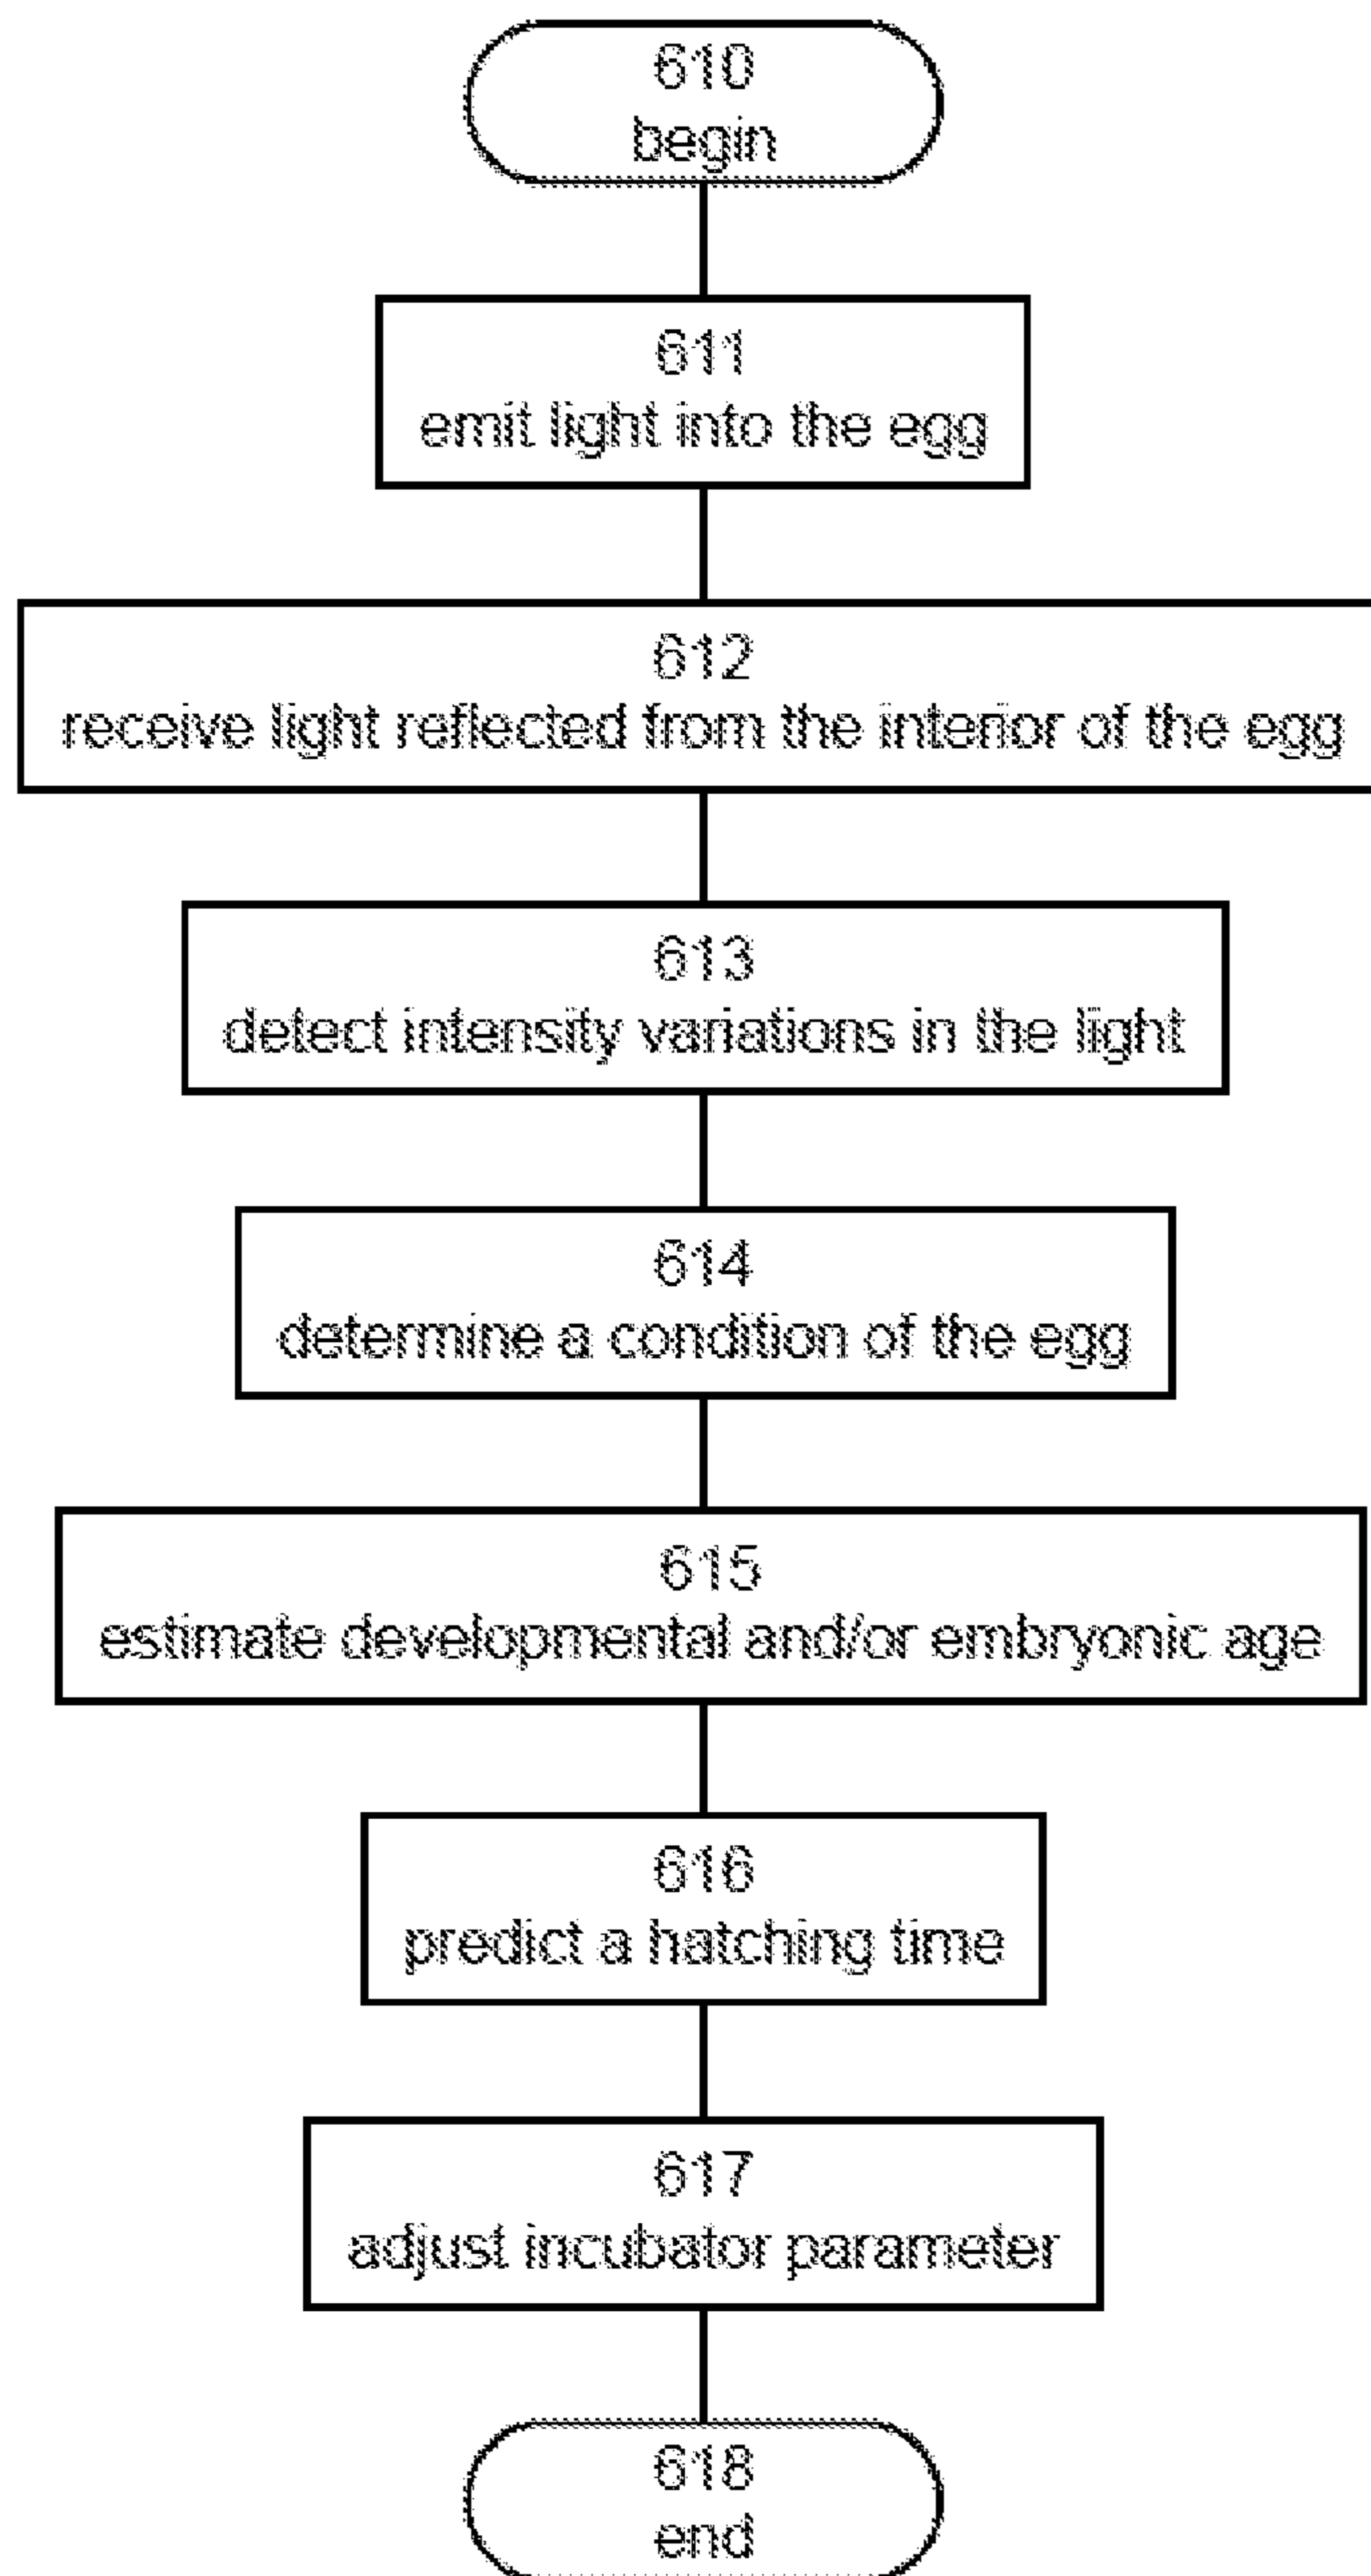 610
begin
611
emit light into the egg
612
receive light reflected from the interior of the egg
613
detect intensity variations in the light
614
determine a condition of the egg
615
estimate developmental and/or embryonic age
616
predict a hatching time
617
adjust incubator parameter
618
end